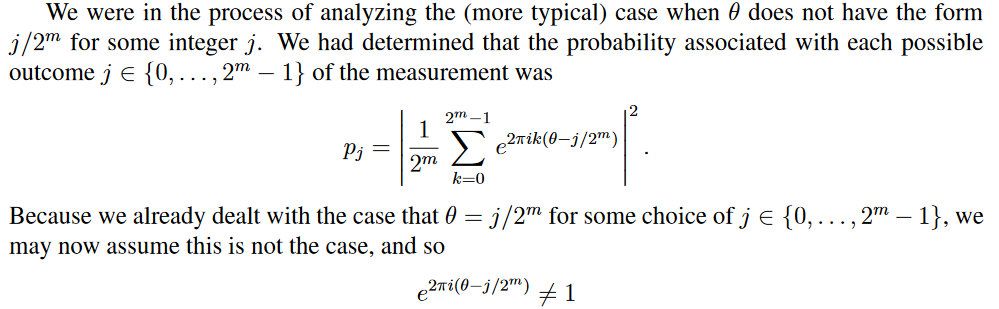 We were in the process of analyzing the (more typical) case when θ does not have the form
j/2^m for some integer j. We had determined that the probability associated with each possible
outcome j ∈ {0, . . . , 2^m − 1} of the measurement was
p_j = | \frac{1}{2^m} \sum_{k=0}^{2^m−1} e^{2πik(θ−j/2^m)} |^2 .
Because we already dealt with the case that θ = j/2^m for some choice of j ∈ {0, . . . , 2^m − 1}, we
may now assume this is not the case, and so
e^{2πi(θ−j/2^m)} ≠ 1